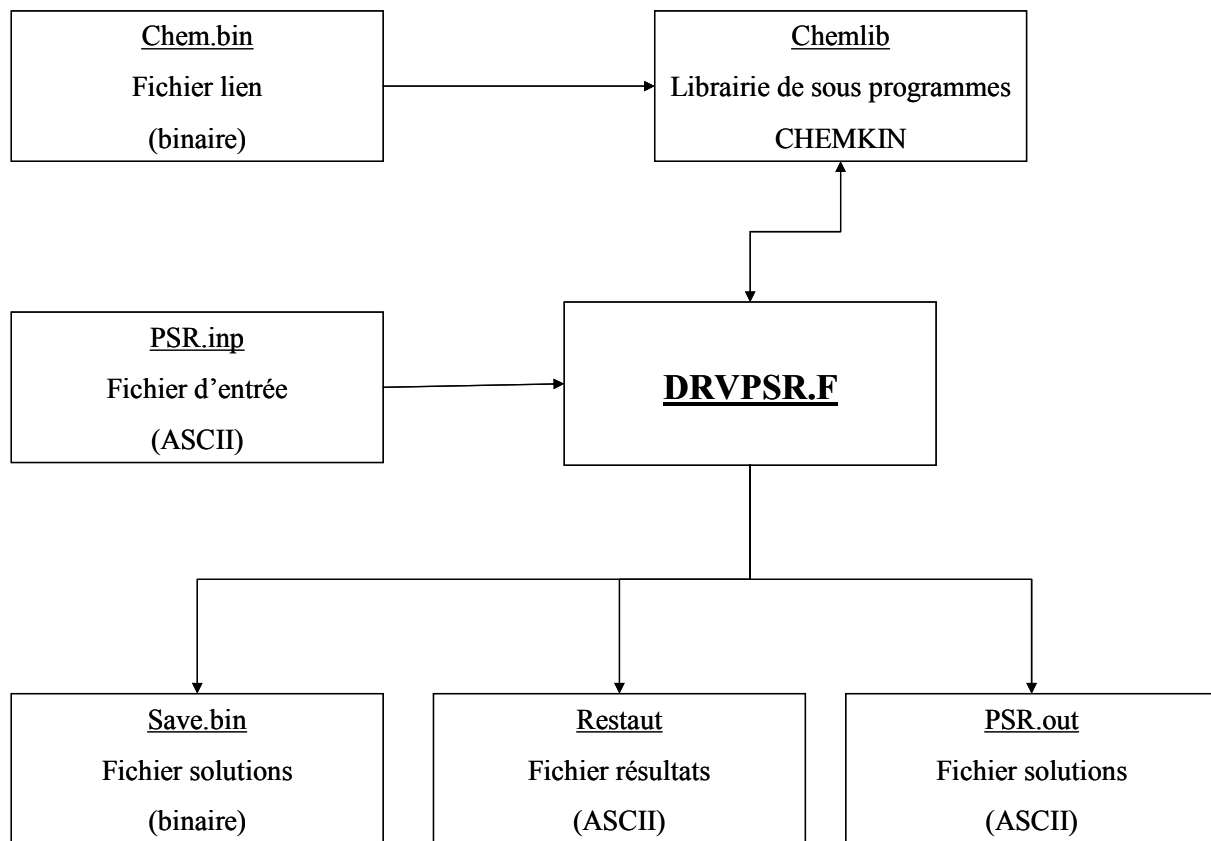 Chem.bin
Fichier lien
(binaire)
Chemlib
Librairie de sous programmes
CHEMKIN
PSR.inp
Fichier d’entrée
(ASCII)
DRVPSR.F
Save.bin
Fichier solutions
(binaire)
Restaut
Fichier résultats
(ASCII)
PSR.out
Fichier solutions
(ASCII)